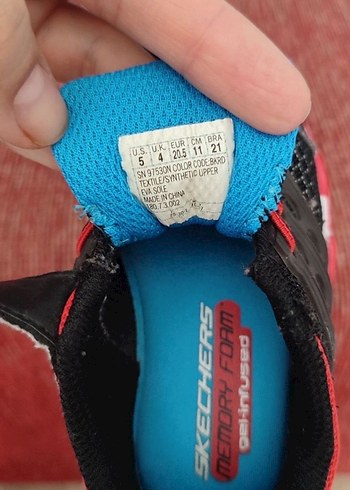 U.S. U.K. EUR CM BRA
5 4 20.5 11 21
SN 97530N COLOR CODE:BKRD
TEXTILE/SYNTHETIC UPPER
EVA SOLE
MADE IN CHINA
SKECHERS
MEMORY FOAM
gel-infused